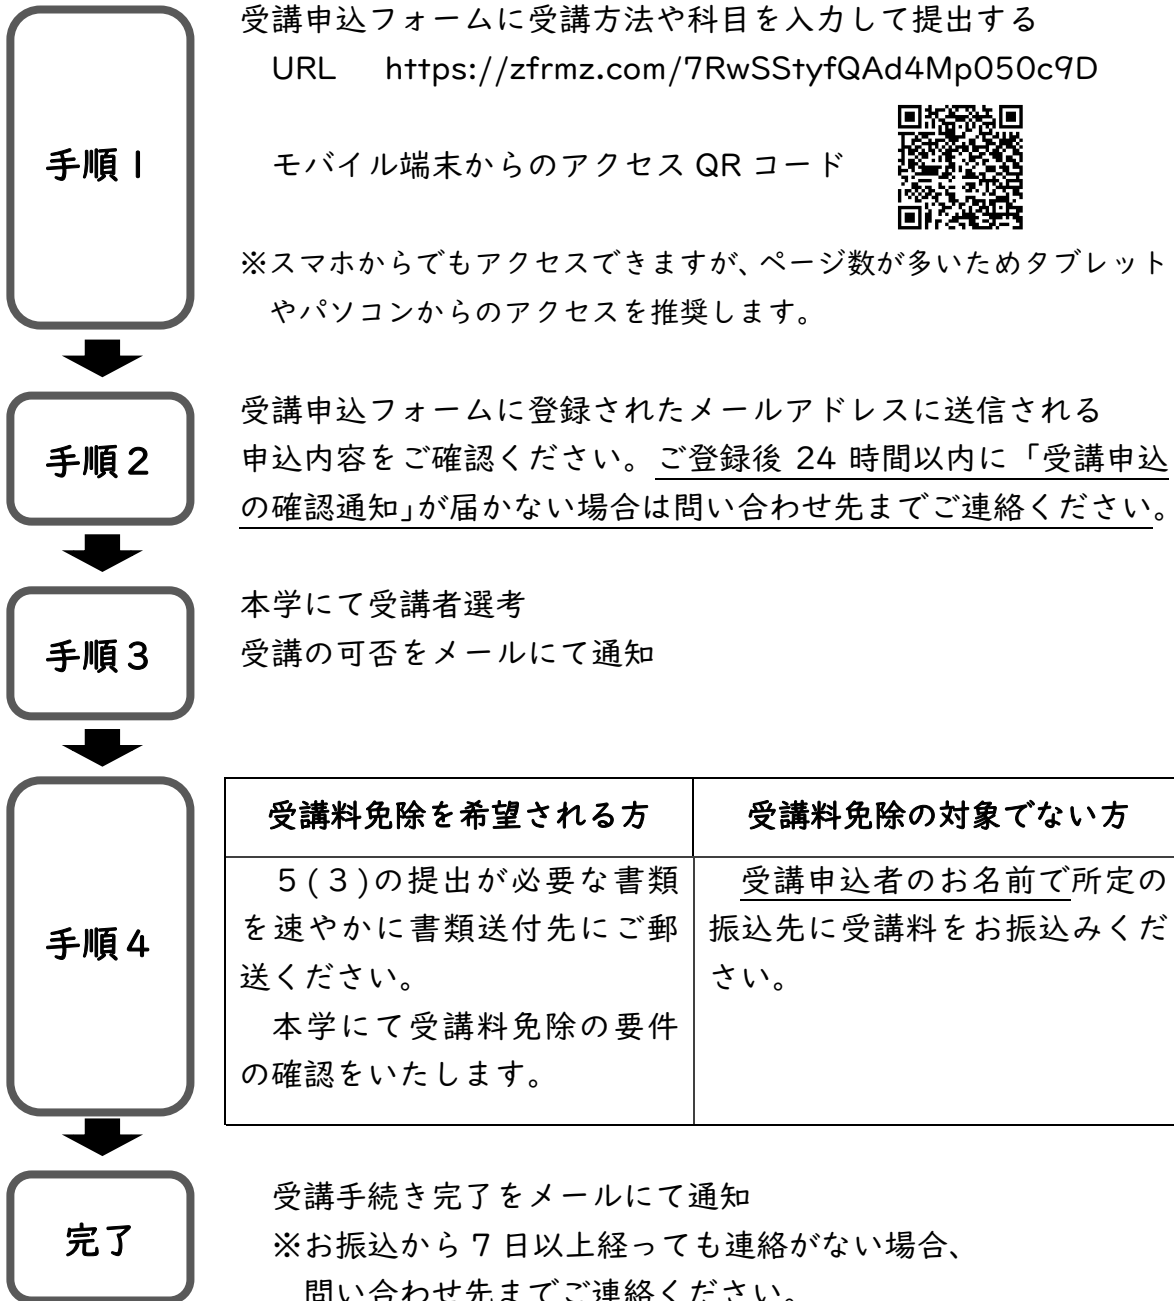 手順1
受講申込フォームに受講方法や科目を入力して提出する
URL https://zfrmz.com/7RwSStyfQAd4Mp050c9D
モバイル端末からのアクセス QR コード
※スマホからでもアクセスできますが、ページ数が多いためタブレット
やパソコンからのアクセスを推奨します。
手順2
受講申込フォームに登録されたメールアドレスに送信される
申込内容をご確認ください。ご登録後 24 時間以内に「受講申込
の確認通知」が届かない場合は問い合わせ先までご連絡ください。
手順3
本学にて受講者選考
受講の可否をメールにて通知
手順4
受講料免除を希望される方
5(3)の提出が必要な書類
を速やかに書類送付先にご郵
送ください。
本学にて受講料免除の要件
の確認をいたします。
受講料免除の対象でない方
受講申込者のお名前で所定の
振込先に受講料をお振込みくだ
さい。
完了
受講手続き完了をメールにて通知
※お振込から7日以上経っても連絡がない場合、
問い合わせ先までご連絡ください。